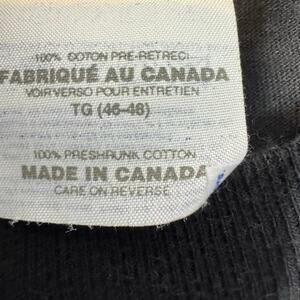 100% COTON PRE-RETRECI
FABRIQUÉ AU CANADA
VOIR VERSO POUR ENTRETIEN
TG (46-48)
100% PRESHRUNK COTTON
MADE IN CANADA
CARE ON REVERSE